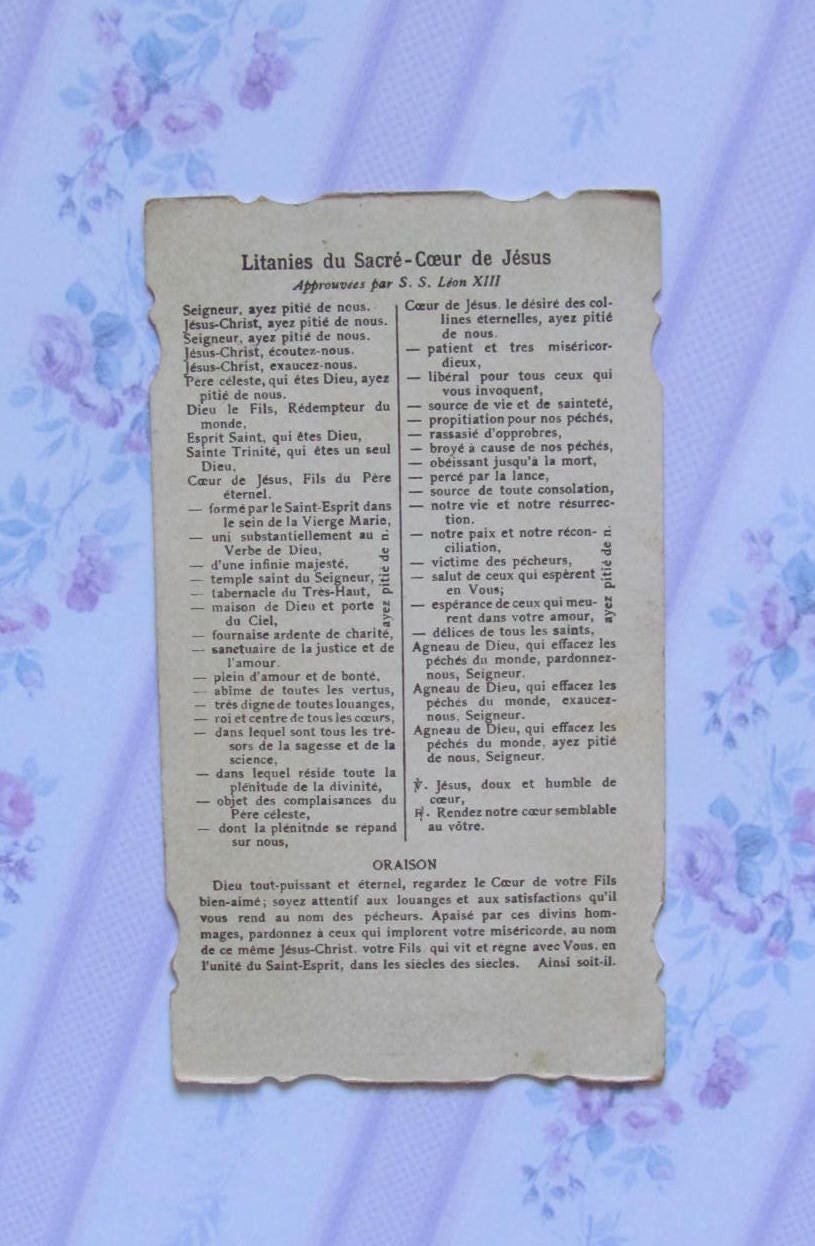 Litanies du Sacré-Cœur de Jésus
Approuvées par S. S. Léon XIII
Seigneur, ayez pitié de nous.
Jésus-Christ, ayez pitié de nous.
Seigneur, ayez pitié de nous.
Jésus-Christ, écoutez-nous.
Jésus-Christ, exaucez-nous.
Père céleste, qui êtes Dieu, ayez
pitié de nous.
Dieu le Fils, Rédempteur du
monde,
Esprit Saint, qui êtes Dieu,
Sainte Trinité, qui êtes un seul
Dieu,
Cœur de Jésus, Fils du Père
éternel.
— formé par le Saint-Esprit dans
le sein de la Vierge Marie,
— uni substantiellement au
Verbe de Dieu,
— d'une infinie majesté,
— temple saint du Seigneur,
— tabernacle du Très-Haut,
— maison de Dieu et porte
du Ciel,
ayez pitié de n.
— fournaise ardente de charité,
— sanctuaire de la justice et de
l'amour.
— plein d'amour et de bonté,
— abîme de toutes les vertus,
— très digne de toutes louanges,
— roi et centre de tous les cœurs,
— dans lequel sont tous les tré-
sors de la sagesse et de la
science,
— dans lequel réside toute la
plénitude de la divinité,
— objet des complaisances du
Père céleste,
— dont la plénitnde se répand
sur nous,
Cœur de Jésus, le désiré des col-
lines éternelles, ayez pitié
de nous.
— patient et tres miséricor-
dieux,
— libéral pour tous ceux qui
vous invoquent,
— source de vie et de sainteté,
— propitiation pour nos péchés,
— rassasié d'opprobres,
— broyé à cause de nos péchés,
— obéissant jusqu'à la mort,
— percé par la lance,
— source de toute consolation,
— notre vie et notre résurrec-
tion.
— notre paix et notre récon-
ciliation,
— victime des pécheurs,
— salut de ceux qui espèrent
en Vous;
— espérance de ceux qui meu-
rent dans votre amour,
ayez pitié de n.
— délices de tous les saints,
Agneau de Dieu, qui effacez les
péchés du monde, pardonnez-
nous, Seigneur.
Agneau de Dieu, qui effacez les
péchés du monde, exaucez-
nous, Seigneur.
Agneau de Dieu, qui effacez les
péchés du monde, ayez pitié
de nous, Seigneur.
℣. Jésus, doux et humble de
cœur,
℟. Rendez notre cœur semblable
au vôtre.
ORAISON
Dieu tout-puissant et éternel, regardez le Cœur de votre Fils
bien-aimé; soyez attentif aux louanges et aux satisfactions qu'il
vous rend au nom des pécheurs. Apaisé par ces divins hom-
mages, pardonnez à ceux qui implorent votre miséricorde, au nom
de ce même Jésus-Christ, votre Fils qui vit et règne avec Vous, en
l'unité du Saint-Esprit, dans les siècles des siecles. Ainsi soit-il.